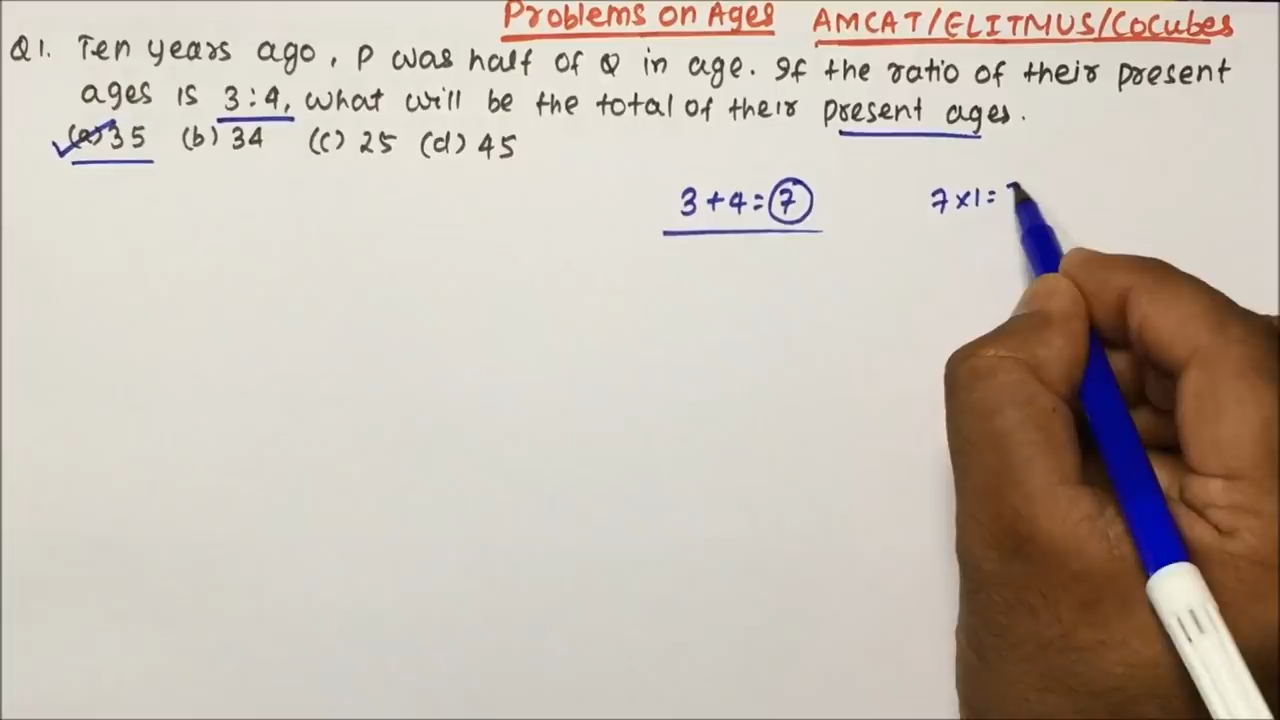 Problems on Ages AMCAT/ELITMUS/CoCubes
Q1. Ten years ago, P was half of Q in age. If the ratio of their present
ages is 3:4, what will be the total of their present ages.
(a) 35 (b) 34 (c) 25 (d) 45
3+4=7 7×1=